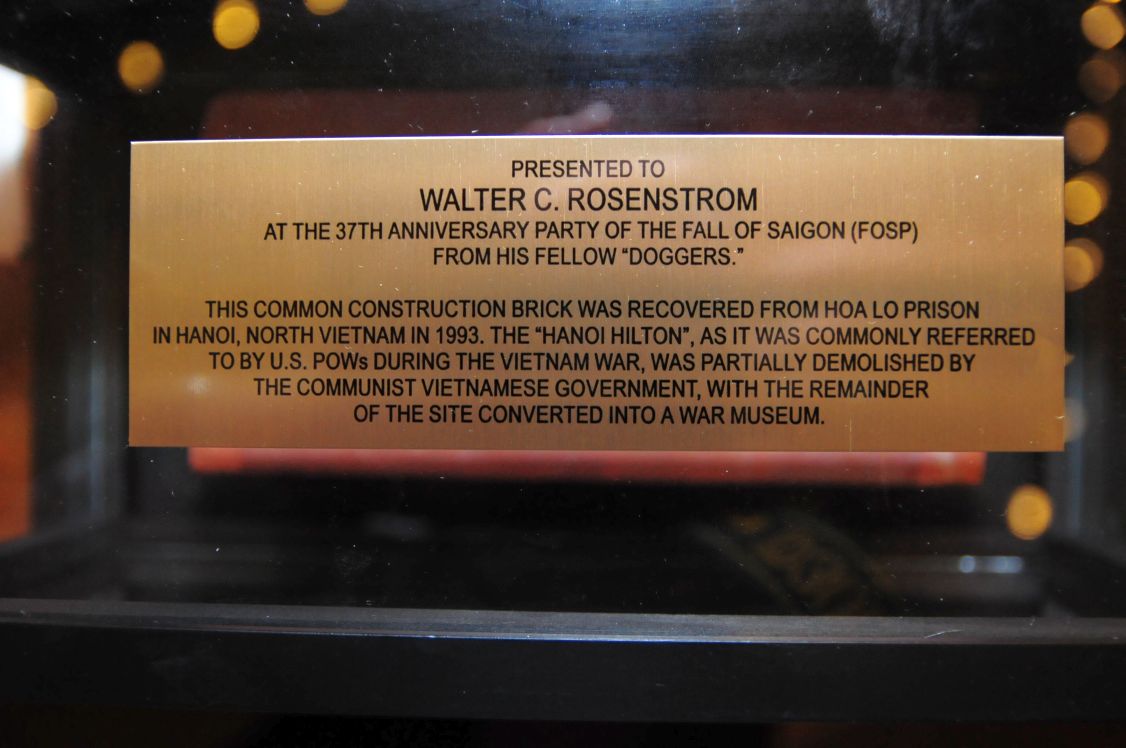 PRESENTED TO
WALTER C. ROSENSTROM
AT THE 37TH ANNIVERSARY PARTY OF THE FALL OF SAIGON (FOSP)
FROM HIS FELLOW “DOGGERS.”
THIS COMMON CONSTRUCTION BRICK WAS RECOVERED FROM HOA LO PRISON
IN HANOI, NORTH VIETNAM IN 1993. THE “HANOI HILTON”, AS IT WAS COMMONLY REFERRED
TO BY U.S. POWs DURING THE VIETNAM WAR, WAS PARTIALLY DEMOLISHED BY
THE COMMUNIST VIETNAMESE GOVERNMENT, WITH THE REMAINDER
OF THE SITE CONVERTED INTO A WAR MUSEUM.